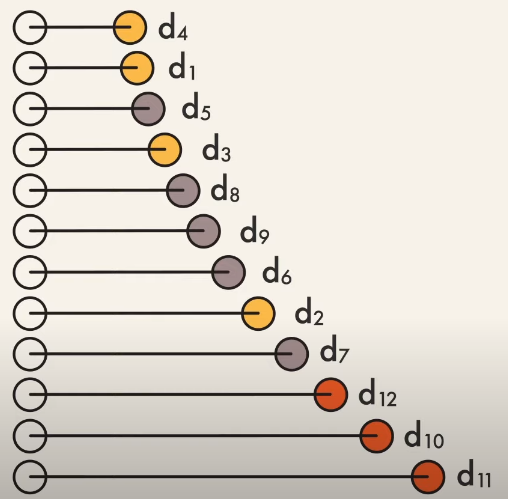 d₄
d₁
d₅
d₃
d₈
d₉
d₆
d₂
d₇
d₁₂
d₁₀
d₁₁